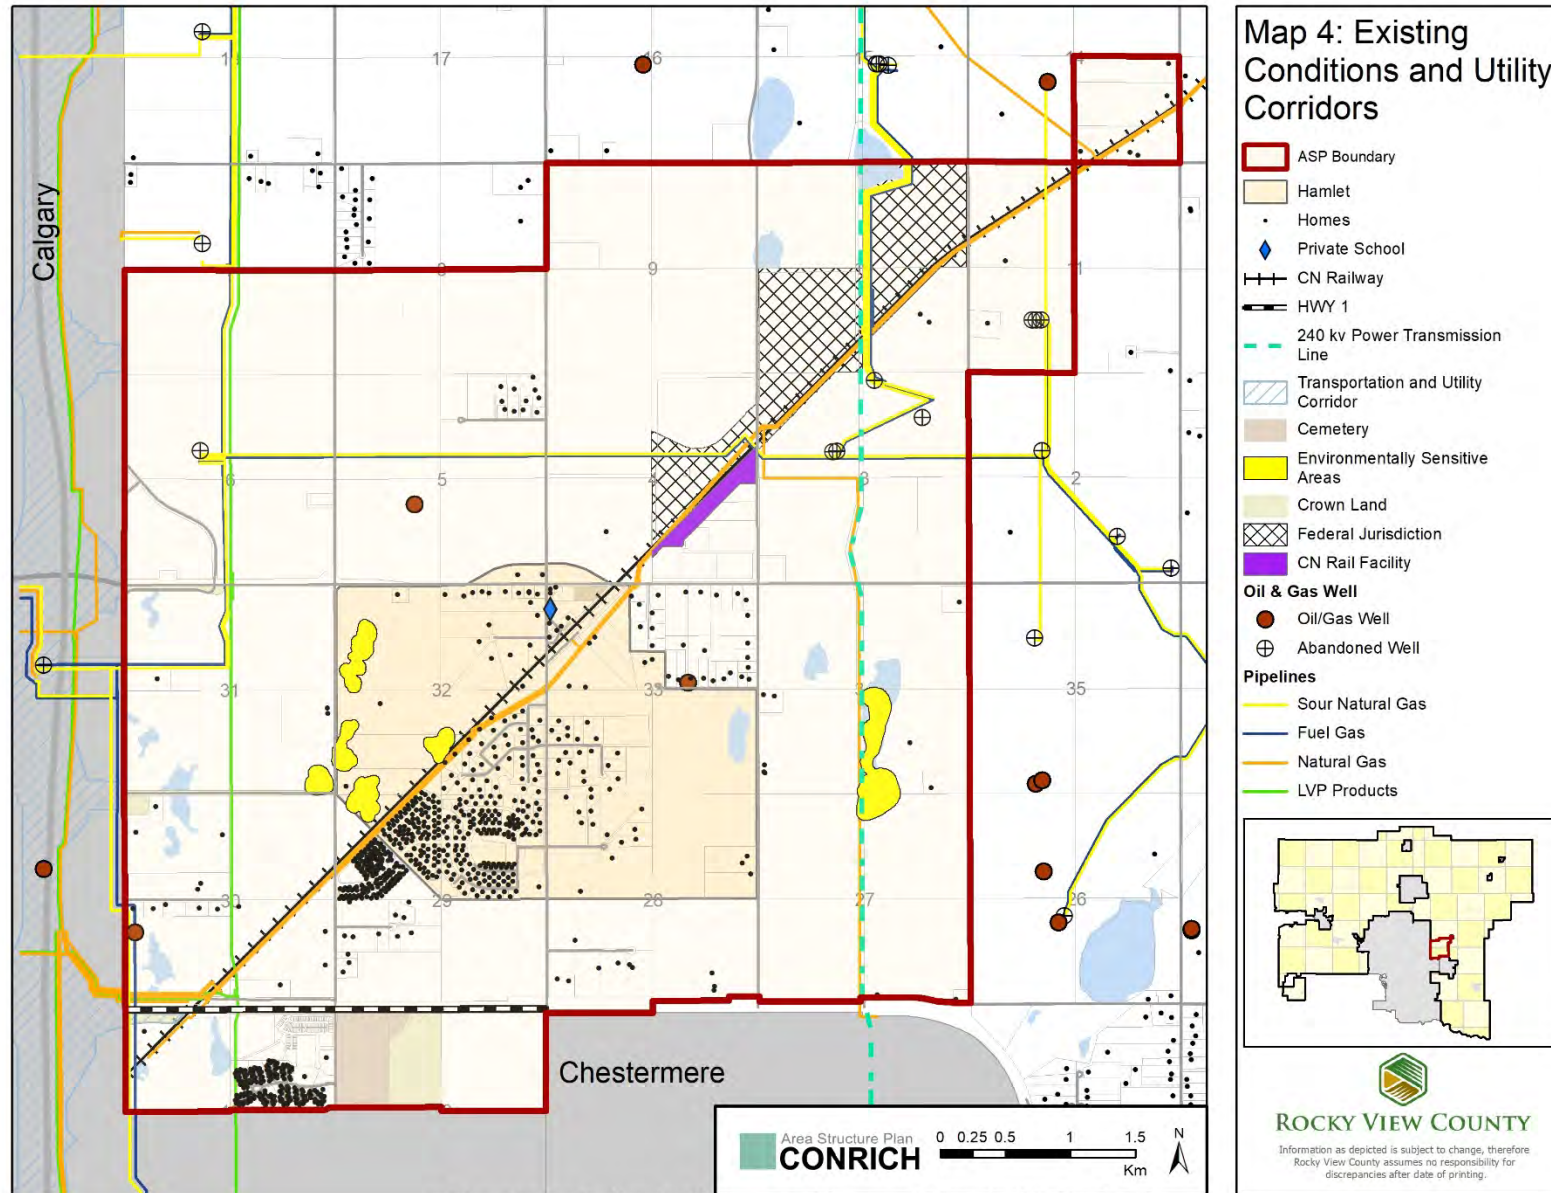 Map 4: Existing
Conditions and Utility
Corridors
ASP Boundary
Hamlet
Homes
Private School
CN Railway
HWY 1
240 kv Power Transmission
Line
Transportation and Utility
Corridor
Cemetery
Environmentally Sensitive
Areas
Crown Land
Federal Jurisdiction
CN Rail Facility
Oil & Gas Well
Oil/Gas Well
Abandoned Well
Pipelines
Sour Natural Gas
Fuel Gas
Natural Gas
LVP Products
ROCKY VIEW COUNTY
Information as depicted is subject to change, therefore
Rocky View County assumes no responsibility for
discrepancies after date of printing.
17
16
15
14
Calgary
8
9
11
6
5
4
3
2
31
32
33
35
30
29
28
27
26
Chestermere
Area Structure Plan
CONRICH
0 0.25 0.5 1 1.5
Km
N